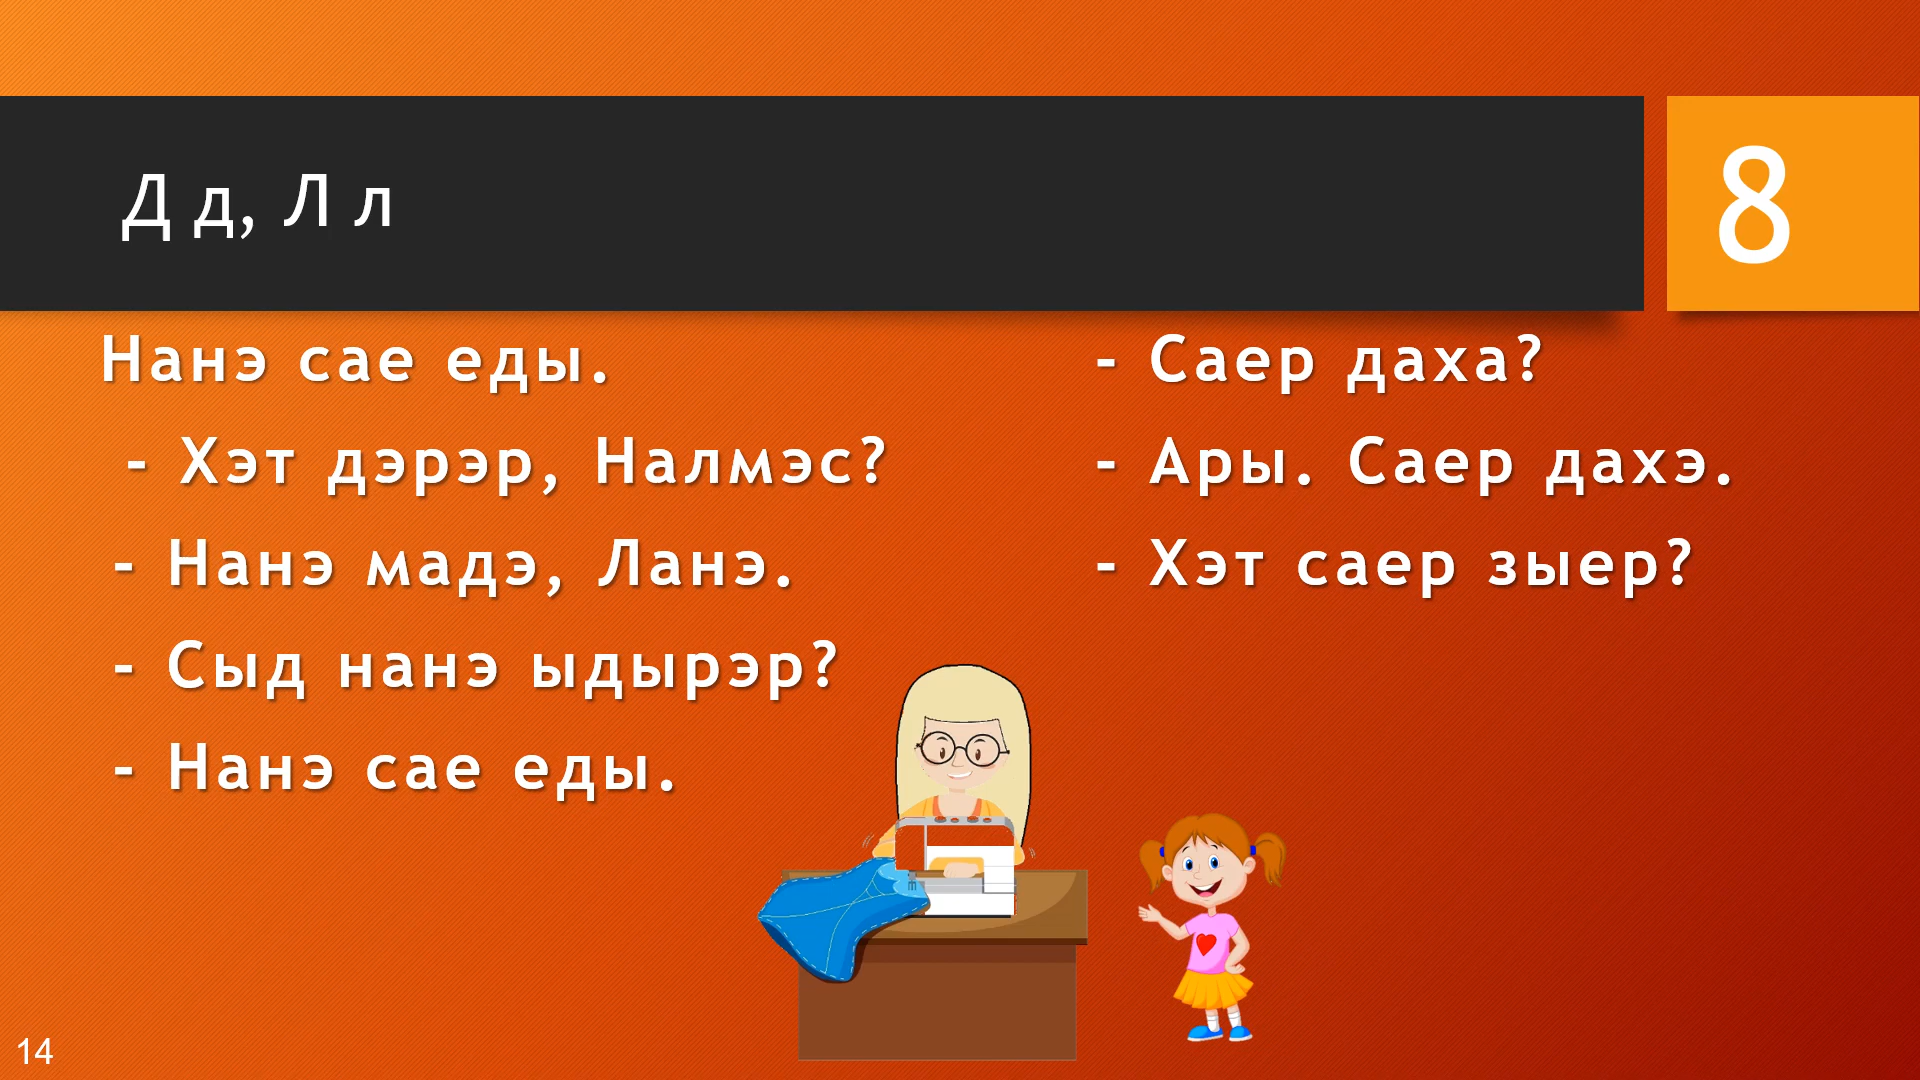 Д д, Л л
8
Нанэ сае еды.
- Хэт дэрэр, Налмэс?
- Нанэ мадэ, Ланэ.
- Сыд нанэ ыдырэр?
- Нанэ сае еды.
- Саер даха?
- Ары. Саер дахэ.
- Хэт саер зыер?
14